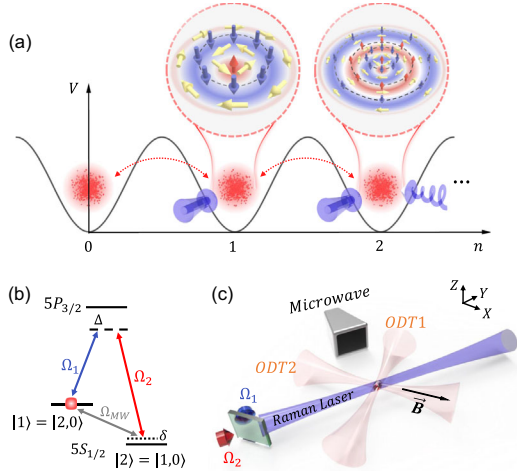 (a)
V
0
1
2
n
...
(b)
5P3/2
Δ
Ω1
Ω2
ΩMW
|1⟩ = |2,0⟩
5S1/2
δ
|2⟩ = |1,0⟩
(c)
Microwave
Z
Y
X
ODT1
ODT2
Ω1
Raman Laser
B⃗
Ω2